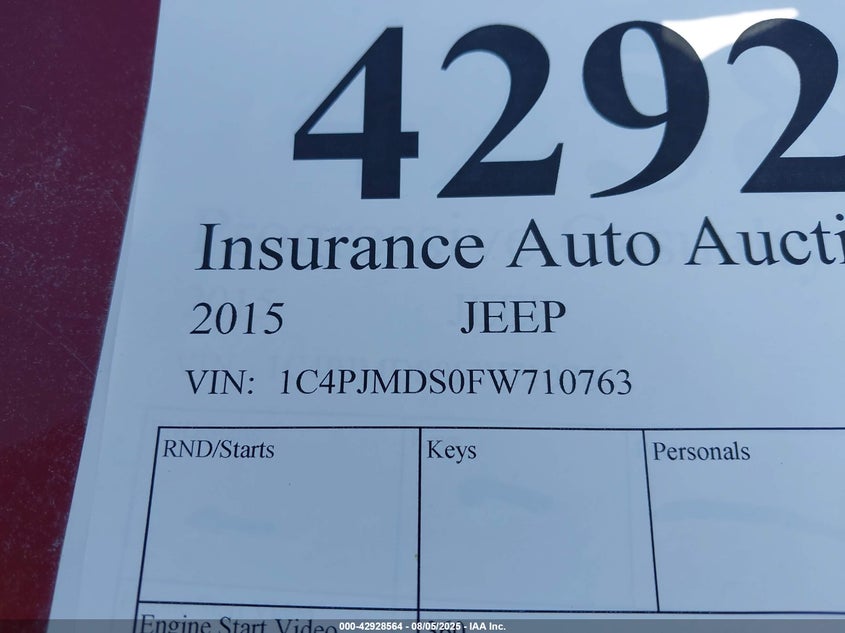 4292
Insurance Auto Aucti
2015 JEEP
VIN: 1C4PJMDS0FW710763
RND/Starts Keys Personals
Engine Start Video
000-42928564 - 08/05/2025 - IAA Inc.